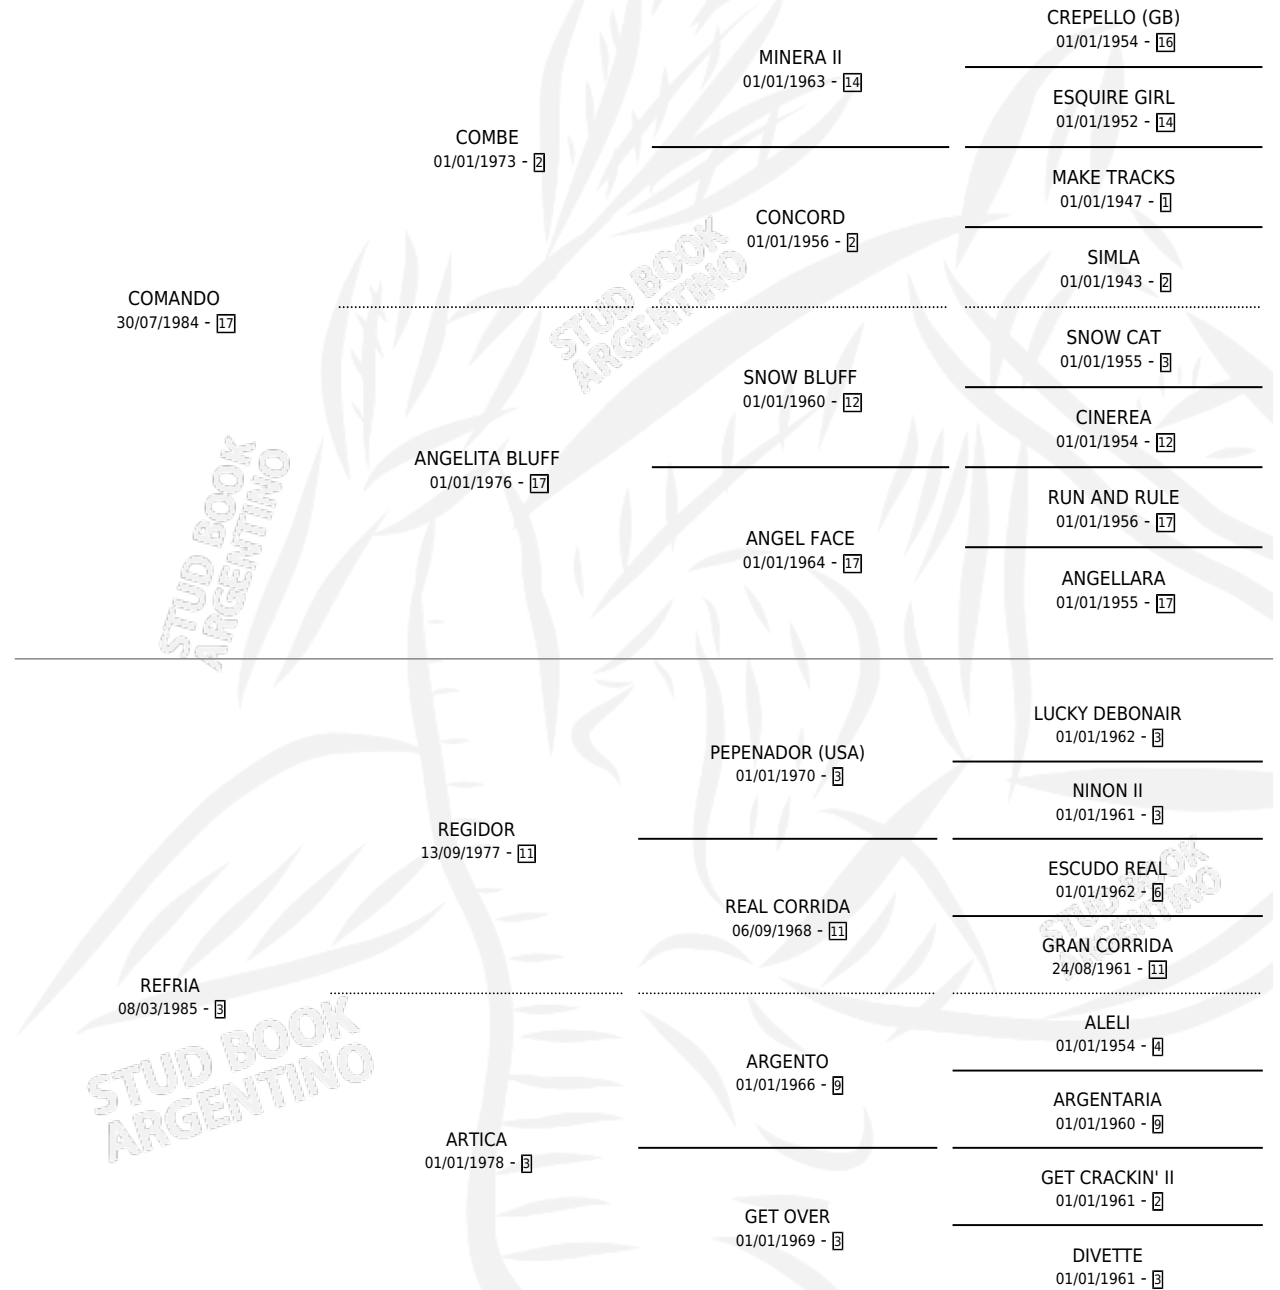 CREPELLO (GB)
01/01/1954 - 16
MINERA II
01/01/1963 - 14
ESQUIRE GIRL
01/01/1952 - 14
COMBE
01/01/1973 - 2
MAKE TRACKS
01/01/1947 - 1
CONCORD
01/01/1956 - 2
SIMLA
01/01/1943 - 2
COMANDO
30/07/1984 - 17
SNOW CAT
01/01/1955 - 3
SNOW BLUFF
01/01/1960 - 12
CINEREA
01/01/1954 - 12
ANGELITA BLUFF
01/01/1976 - 17
RUN AND RULE
01/01/1956 - 17
ANGEL FACE
01/01/1964 - 17
ANGELLARA
01/01/1955 - 17
LUCKY DEBONAIR
01/01/1962 - 3
PEPENADOR (USA)
01/01/1970 - 3
NINON II
01/01/1961 - 3
REGIDOR
13/09/1977 - 11
ESCUDO REAL
01/01/1962 - 6
REAL CORRIDA
06/09/1968 - 11
GRAN CORRIDA
24/08/1961 - 11
REFRIA
08/03/1985 - 3
ALELI
01/01/1954 - 4
ARGENTO
01/01/1966 - 9
ARGENTARIA
01/01/1960 - 9
ARTICA
01/01/1978 - 3
GET CRACKIN' II
01/01/1961 - 2
GET OVER
01/01/1969 - 3
DIVETTE
01/01/1961 - 3
STUD BOOK
ARGENTINO
STUD BOOK
ARGENTINO
STUD BOOK
ARGENTINO
STUD BOOK
ARGENTINO